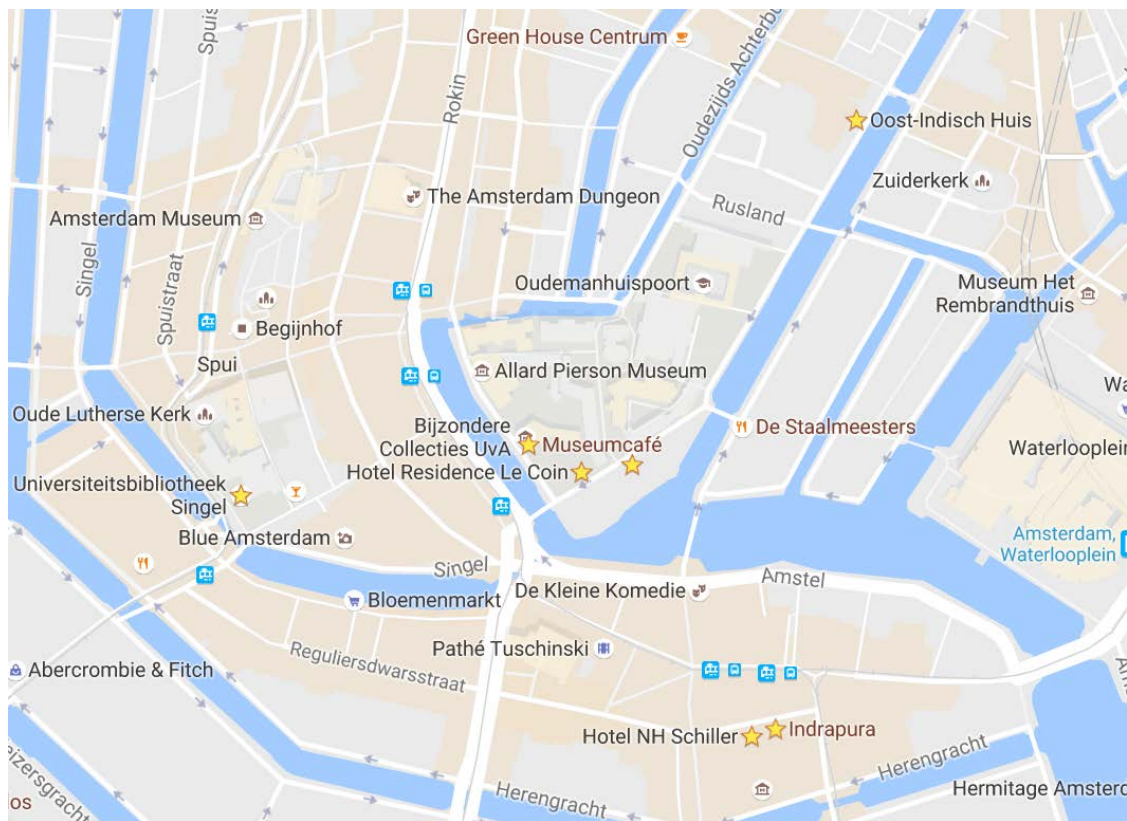 Spuis
Green House Centrum
Rokin
Oudezijds Achterbu
Oost-Indisch Huis
Zuiderkerk
The Amsterdam Dungeon
Amsterdam Museum
Rusland
Singel
Spuistraat
Oudemanhuispoort
Museum Het
Rembrandthuis
Begijnhof
Spui
Allard Pierson Museum
Wa
Oude Lutherse Kerk
Bijzondere
Collecties UvA
Museumcafé
De Staalmeesters
Waterlooplein
Hotel Residence Le Coin
Universiteitsbibliotheek
Singel
Blue Amsterdam
Amsterdam,
Waterlooplein
Singel
Amstel
De Kleine Komedie
Bloemenmarkt
Pathé Tuschinski
Reguliersdwarsstraat
Abercrombie & Fitch
Hotel NH Schiller
Indrapura
Herengracht
Herengracht
Hermitage Amsterd
eizersgracht
os